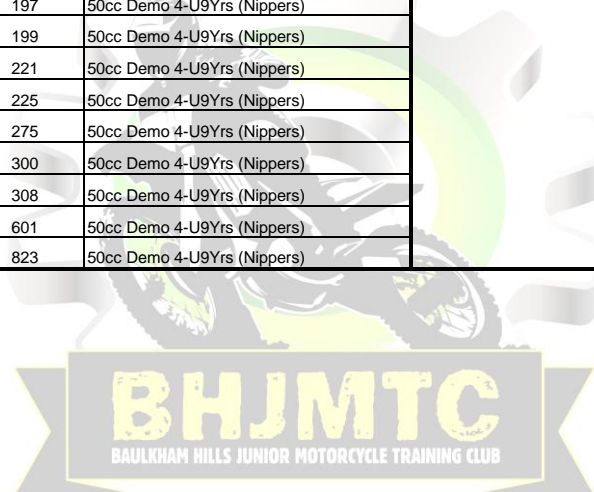 197 50cc Demo 4-U9Yrs (Nippers)
199 50cc Demo 4-U9Yrs (Nippers)
221 50cc Demo 4-U9Yrs (Nippers)
225 50cc Demo 4-U9Yrs (Nippers)
275 50cc Demo 4-U9Yrs (Nippers)
300 50cc Demo 4-U9Yrs (Nippers)
308 50cc Demo 4-U9Yrs (Nippers)
601 50cc Demo 4-U9Yrs (Nippers)
823 50cc Demo 4-U9Yrs (Nippers)
BHJMTC
BAULKHAM HILLS JUNIOR MOTORCYCLE TRAINING CLUB